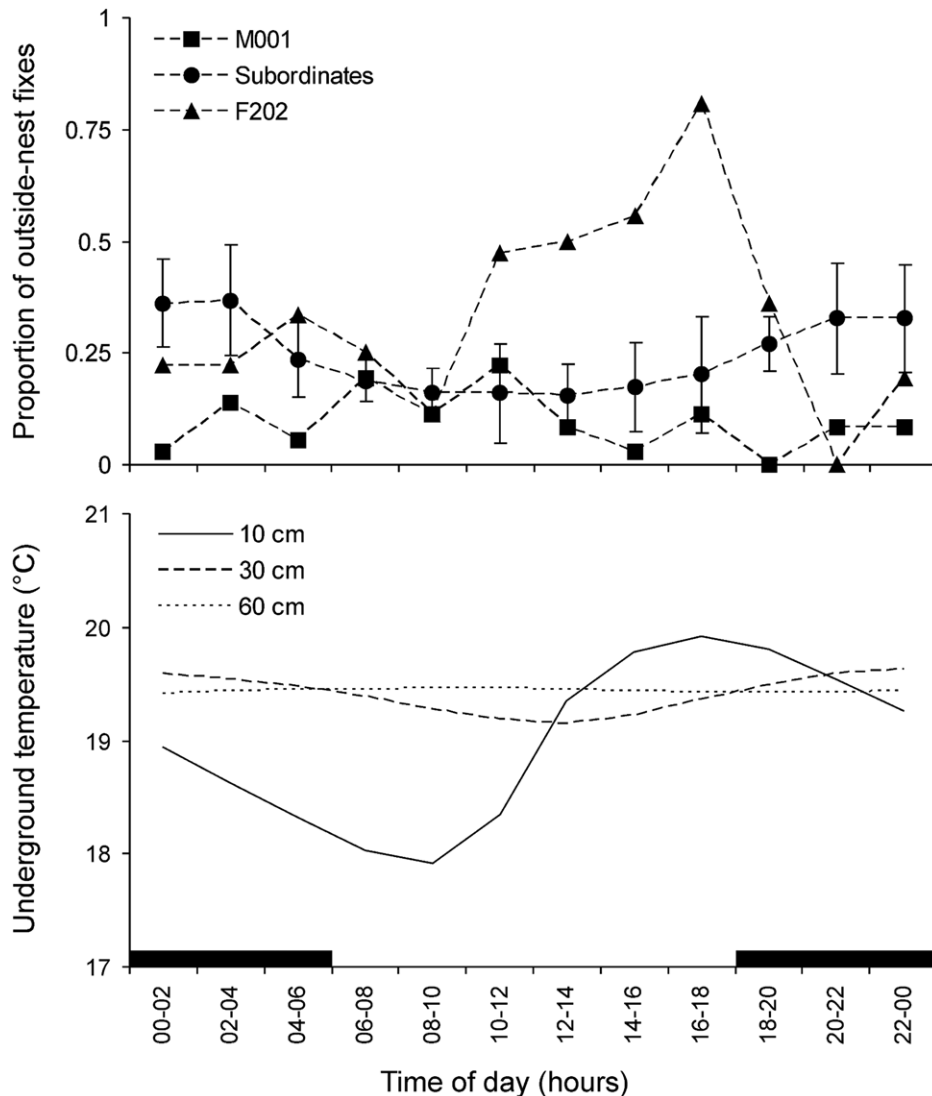 Proportion of outside-nest fixes
1
0.75
0.5
0.25
0
M001
Subordinates
F202
Underground temperature (°C)
21
20
19
18
17
10 cm
30 cm
60 cm
00-02
02-04
04-06
06-08
08-10
10-12
12-14
14-16
16-18
18-20
20-22
22-00
Time of day (hours)